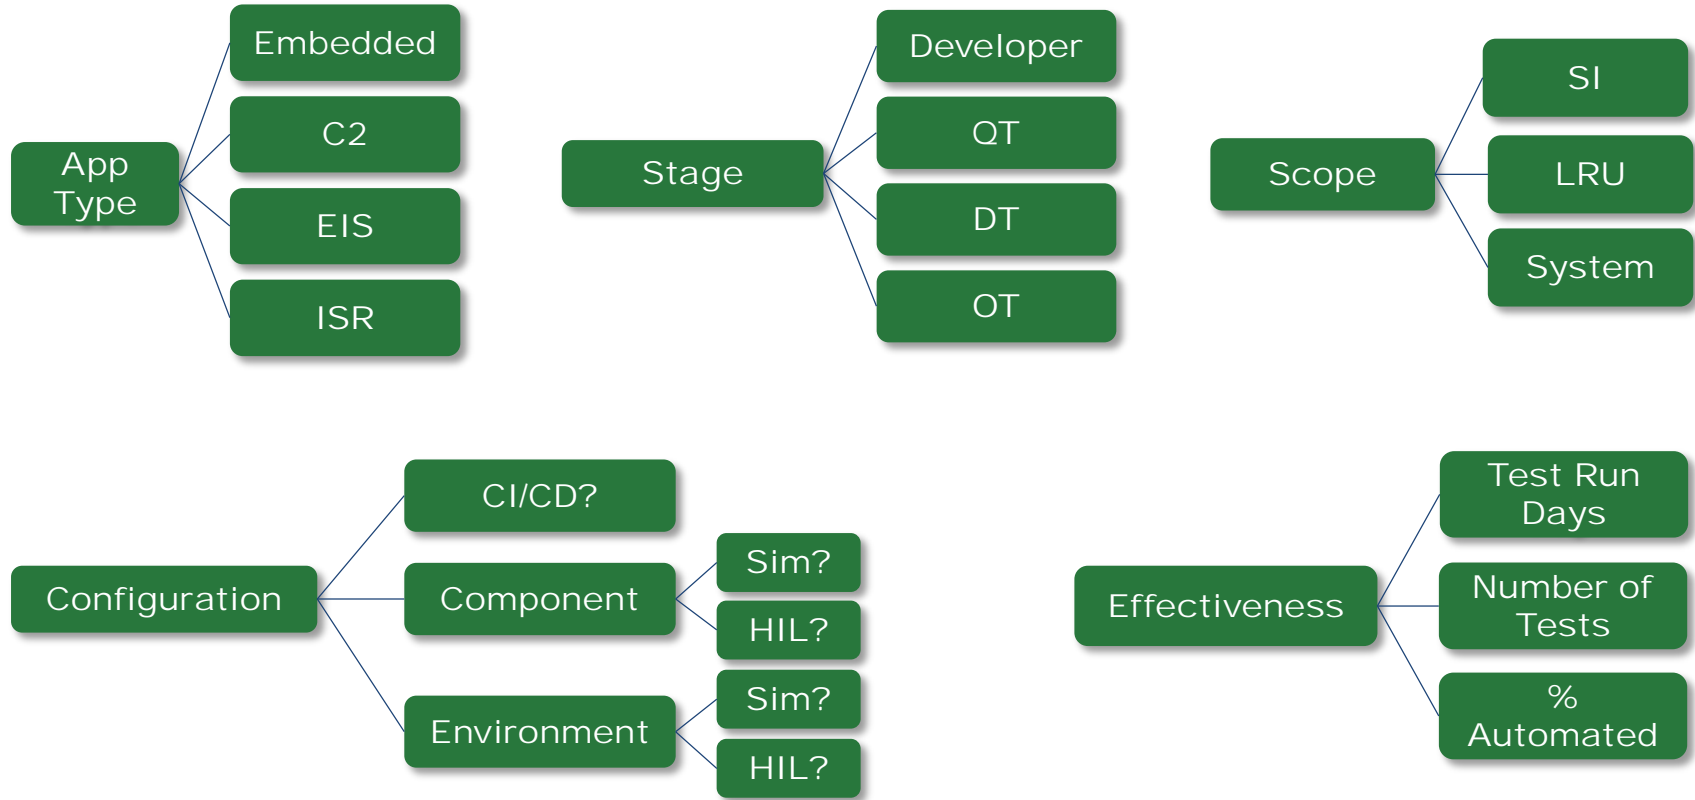 App
Type
Embedded
C2
EIS
ISR
Stage
Developer
QT
DT
OT
Scope
SI
LRU
System
Configuration
CI/CD?
Component
Sim?
HIL?
Environment
Sim?
HIL?
Effectiveness
Test Run
Days
Number of
Tests
%
Automated